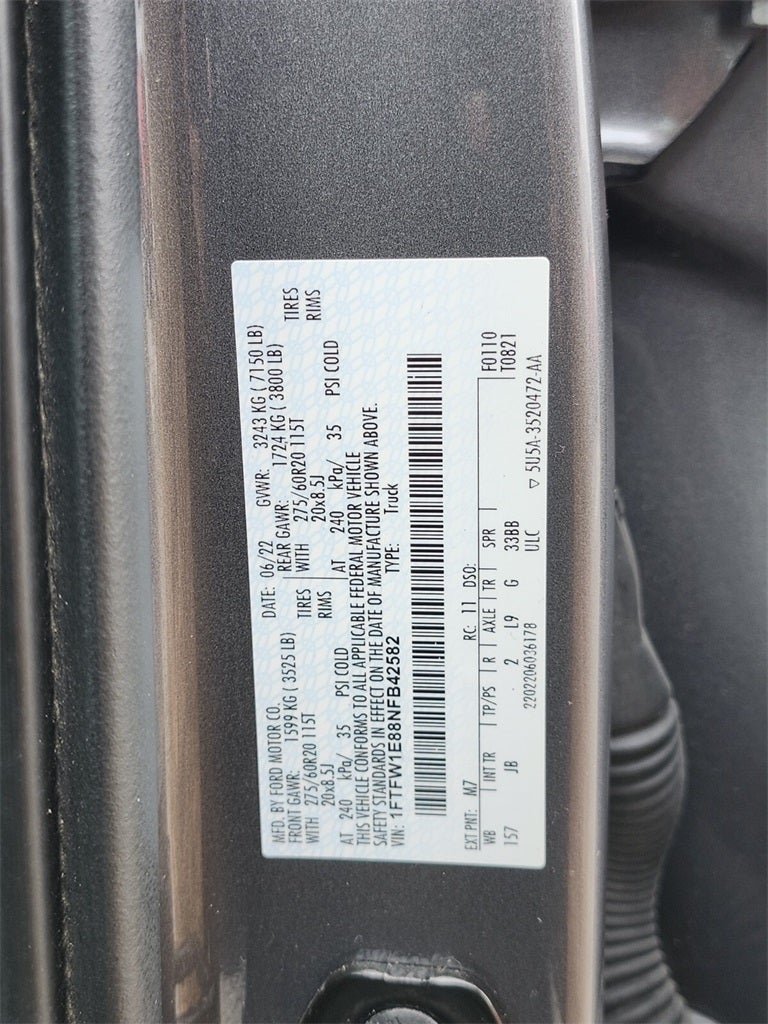 MFD. BY FORD MOTOR CO.
DATE: 06/22 GVWR: 3243 KG ( 7150 LB)
FRONT GAWR: 1599 KG ( 3525 LB) REAR GAWR: 1724 KG ( 3800 LB)
WITH 275/60R20 115T TIRES WITH 275/60R20 115T TIRES
20x8.5J RIMS 20x8.5J RIMS
AT 240 kPa/ 35 PSI COLD AT 240 kPa/ 35 PSI COLD
THIS VEHICLE CONFORMS TO ALL APPLICABLE FEDERAL MOTOR VEHICLE
SAFETY STANDARDS IN EFFECT ON THE DATE OF MANUFACTURE SHOWN ABOVE.
VIN: 1FTFW1E88NFB42582 TYPE: Truck
EXT PNT: M7 RC: 11 DSO:
WB INT TR TP/PS R AXLE TR SPR F0110
157 JB 2 L9 G 33BB T0821
2202206036178 ULC ▽ 5U5A-3520472-AA